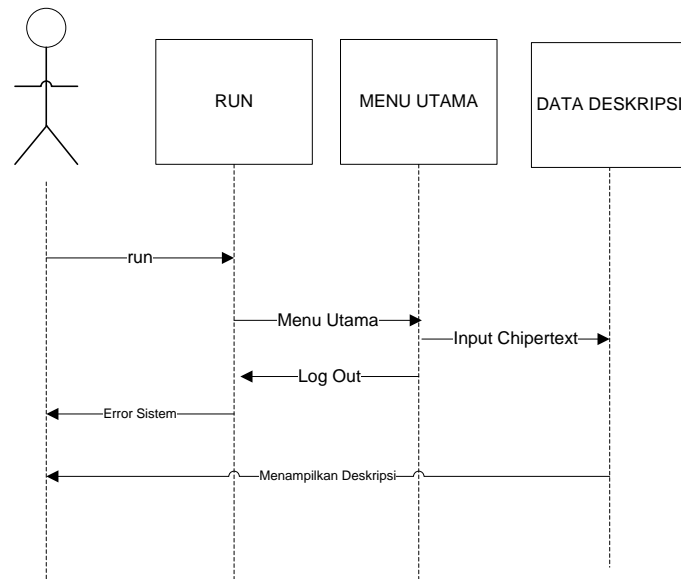 RUN
MENU UTAMA
DATA DESKRIPSI
run
Menu Utama
Input Chipertext
Log Out
Error Sistem
Menampilkan Deskripsi